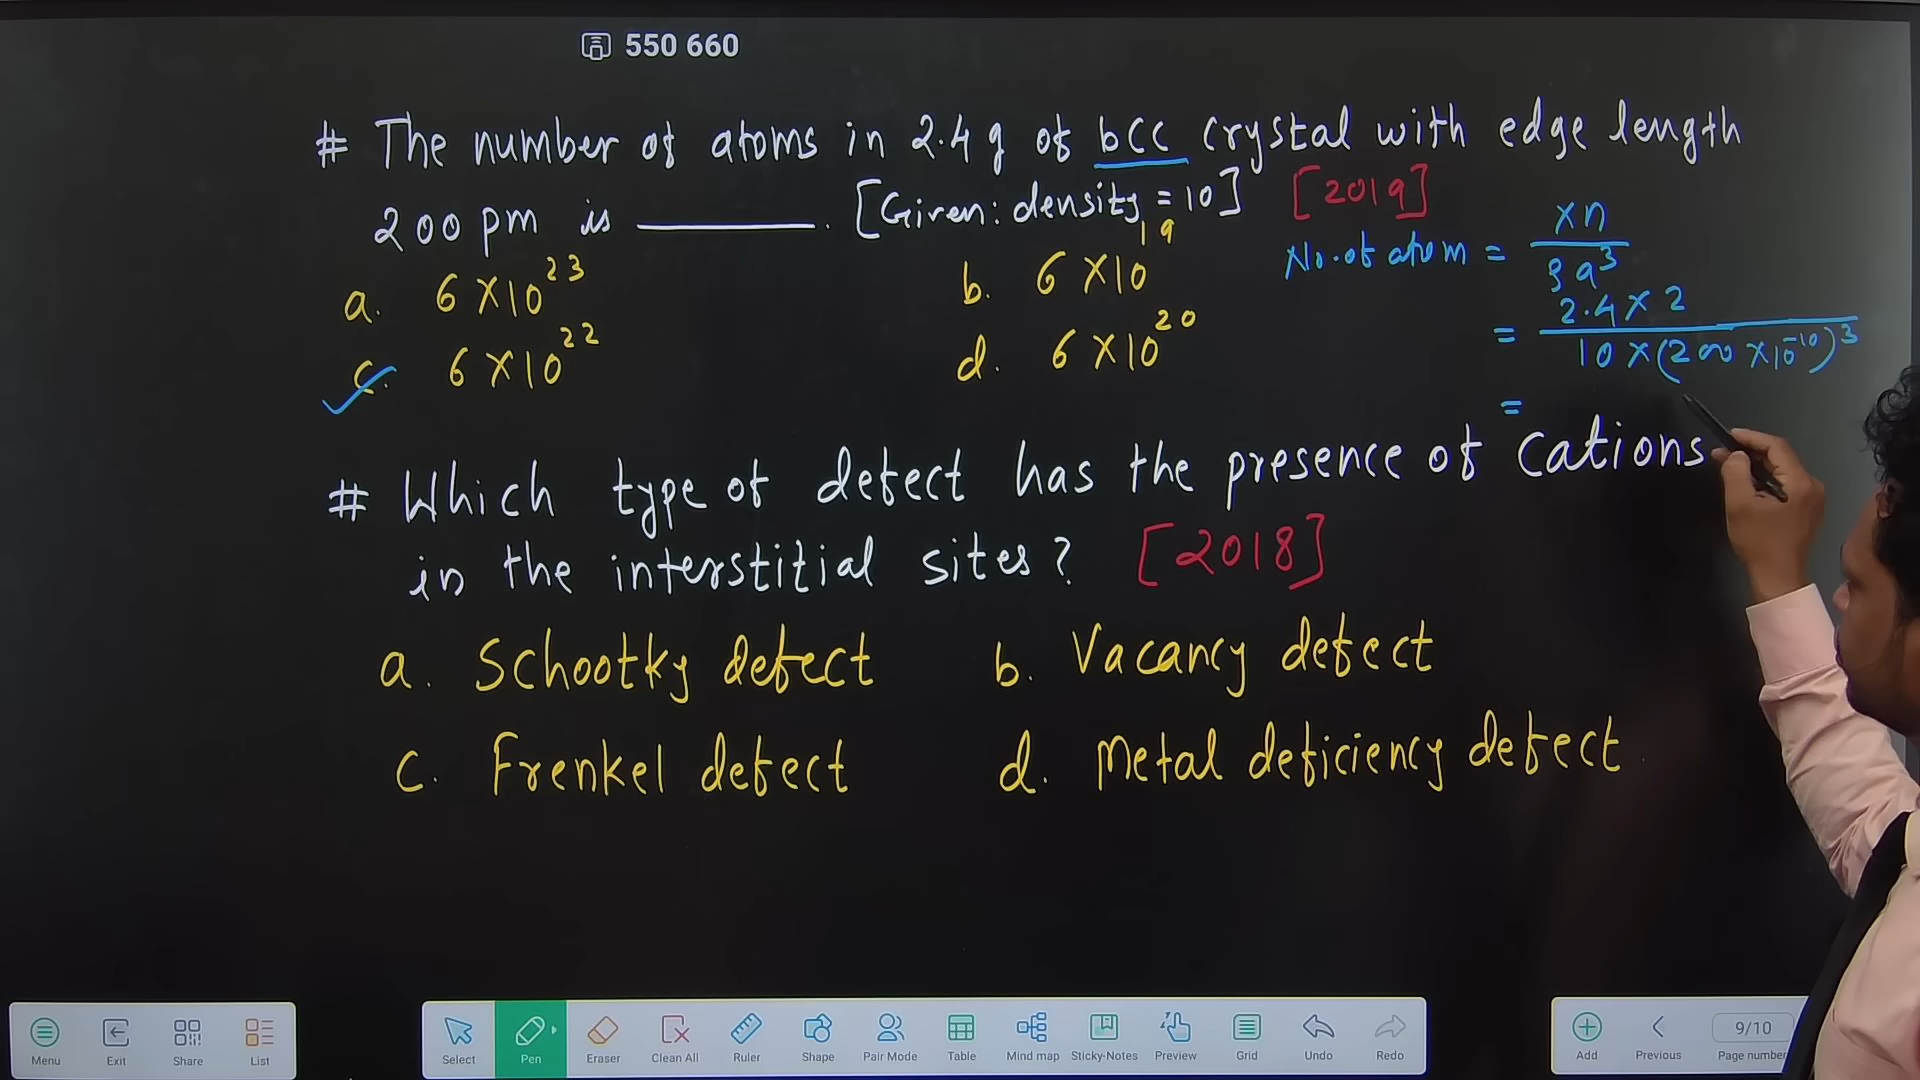 550 660
# The number of atoms in 2.4 g of bCC Crystal with edge length
200 pm is ______. [Given: density = 10] [2019]
a. 6 × 10²³ b. 6 × 10¹⁹
c. 6 × 10²² d. 6 × 10²⁰
No. of atom = xn / ρa³
= 2.4 × 2 / 10 × (200 × 10⁻¹⁰)³
=
# Which type of defect has the presence of Cations
in the interstitial sites? [2018]
a. Schootky defect b. Vacancy defect
c. Frenkel defect d. Metal deficiency defect
Menu Exit Share List Select Pen Eraser Clean All Ruler Shape Pair Mode Table Mind map Sticky-Notes Preview Grid Undo Redo Add Previous 9/10 Page number